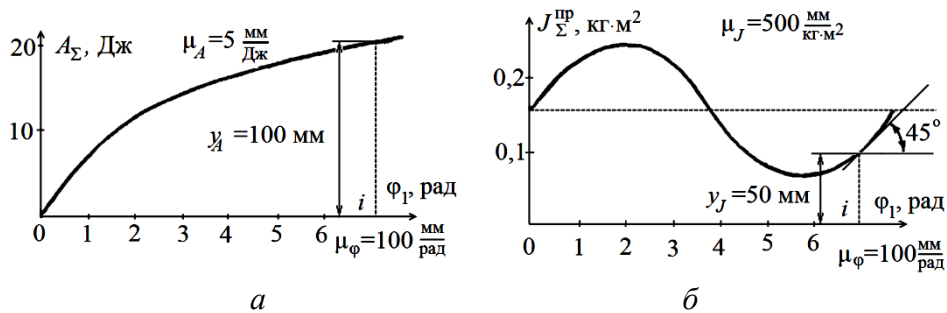 A_Σ, Дж
μ_A=5 мм/Дж
20
10
y_A=100 мм
i
φ₁, рад
0 1 2 3 4 5 6
μ_φ=100 мм/рад
а
J_Σ^пр, кг·м²
μ_J=500 мм/кг·м²
0,2
0,1
45°
y_J=50 мм
i
φ₁, рад
0 1 2 3 4 5 6
μ_φ=100 мм/рад
б